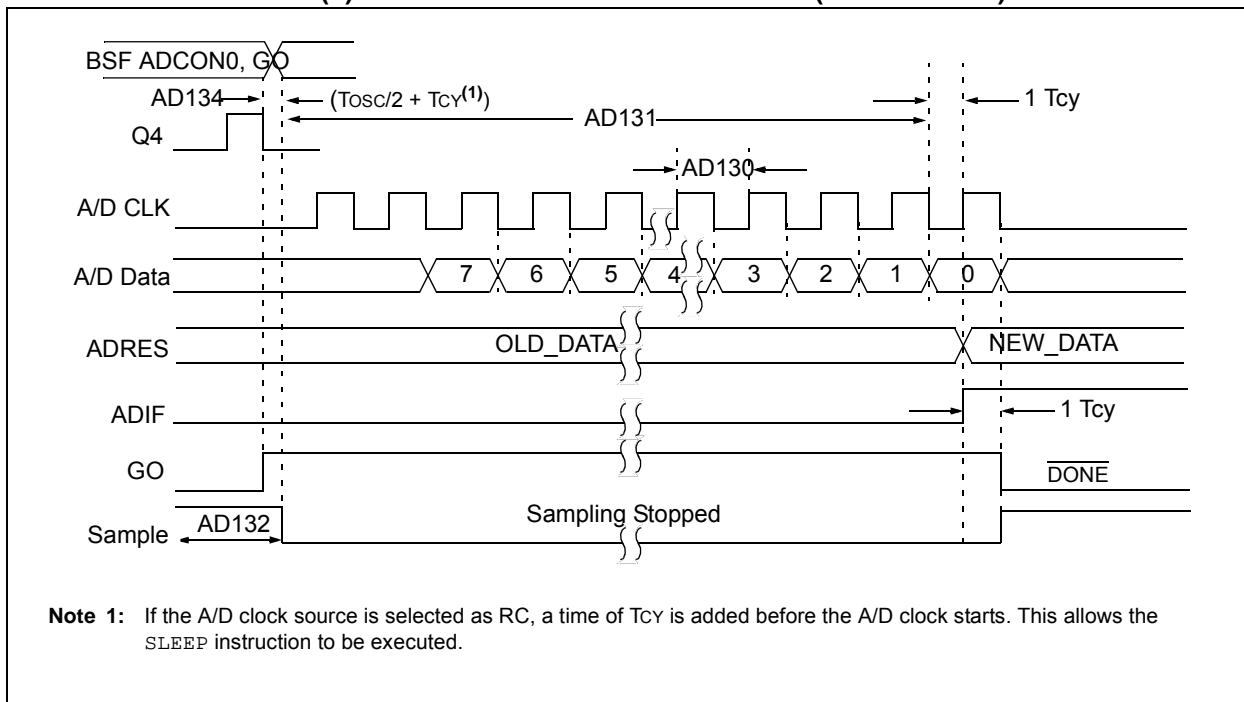 BSF ADCON0, GO
AD134
(TOSC/2 + TCY(1))
1 Tcy
AD131
Q4
AD130
A/D CLK
A/D Data
7 6 5 4 3 2 1 0
ADRES
OLD_DATA
NEW_DATA
ADIF
1 Tcy
GO
DONE
Sample
AD132
Sampling Stopped
Note 1: If the A/D clock source is selected as RC, a time of TCY is added before the A/D clock starts. This allows the
SLEEP instruction to be executed.